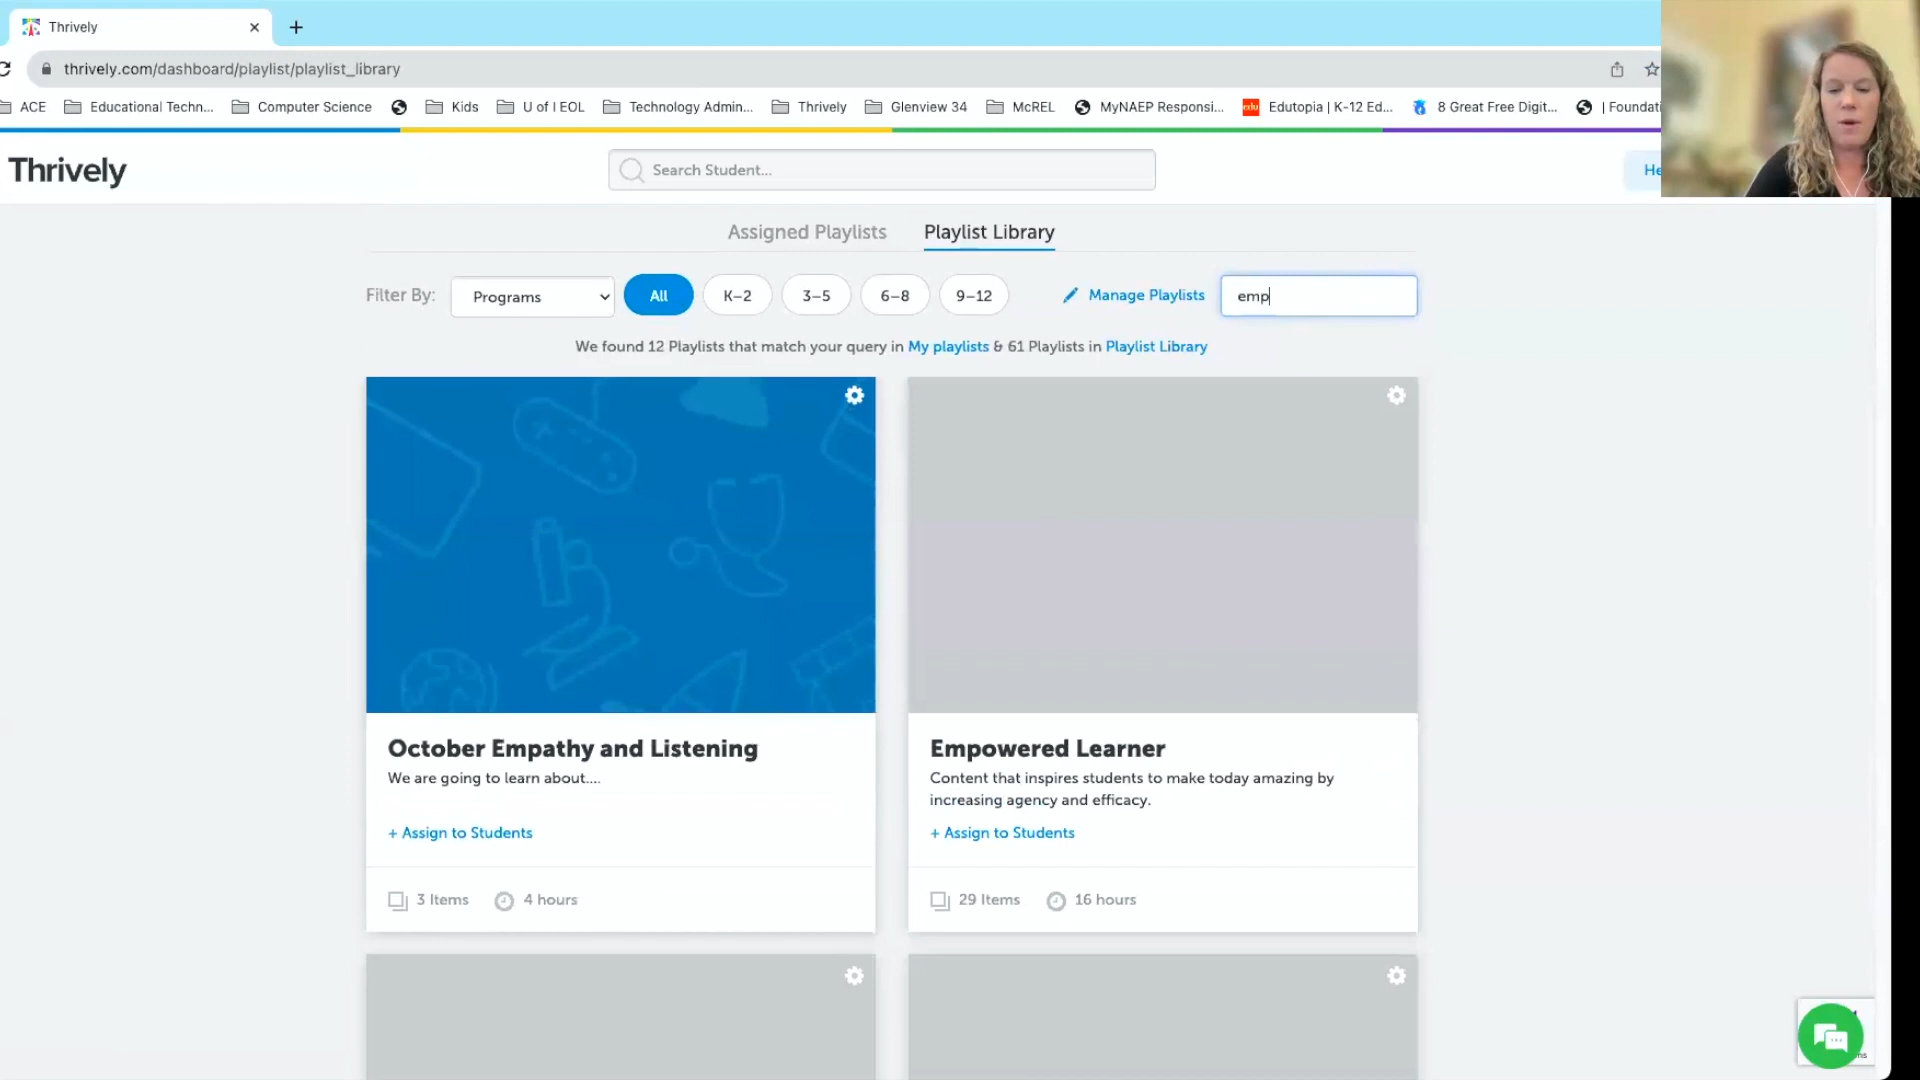 Thrively
thrively.com/dashboard/playlist/playlist_library
ACE Educational Techn... Computer Science Kids U of I EOL Technology Admin... Thrively Glenview 34 McREL MyNAEP Responsi... edu Edutopia | K-12 Ed... 8 Great Free Digit... | Foundati
Thrively
Search Student...
He
Assigned Playlists Playlist Library
Filter By: Programs All K–2 3–5 6–8 9–12 Manage Playlists emp
We found 12 Playlists that match your query in My playlists & 61 Playlists in Playlist Library
October Empathy and Listening
We are going to learn about....
+ Assign to Students
3 Items 4 hours
Empowered Learner
Content that inspires students to make today amazing by
increasing agency and efficacy.
+ Assign to Students
29 Items 16 hours